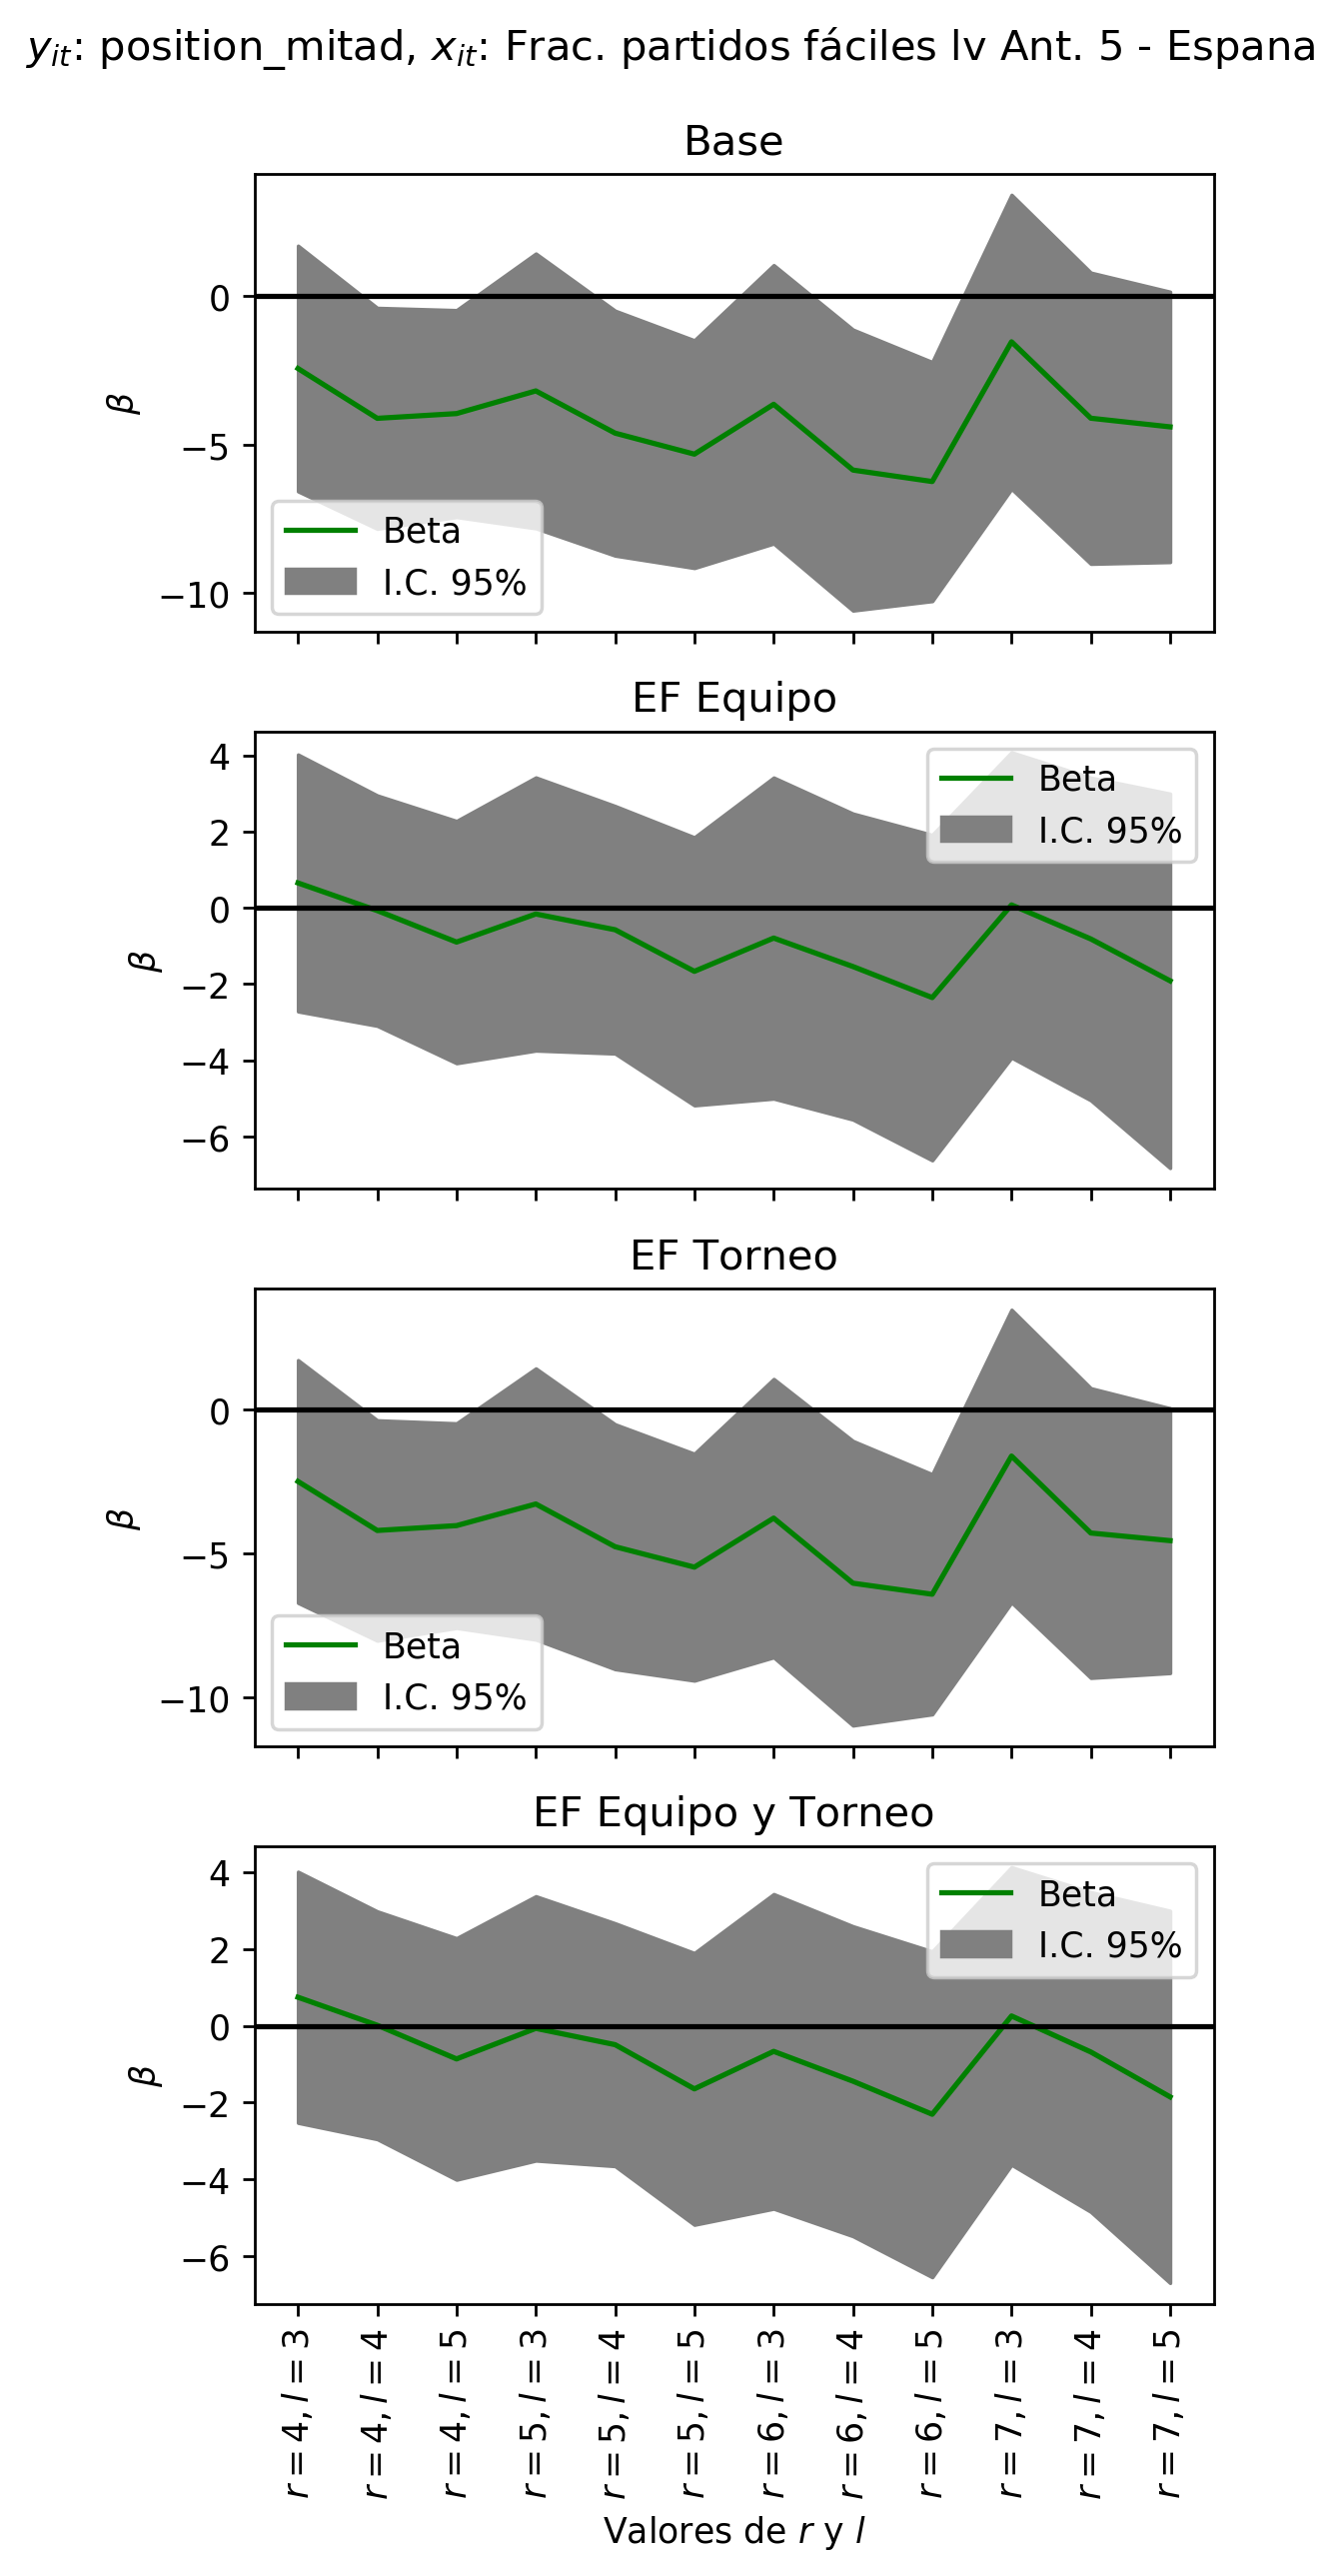 y_it: position_mitad, x_it: Frac. partidos fáciles lv Ant. 5 - Espana
Base
0
−5
−10
β
Beta
I.C. 95%
EF Equipo
4
2
0
−2
−4
−6
β
Beta
I.C. 95%
EF Torneo
0
−5
−10
β
Beta
I.C. 95%
EF Equipo y Torneo
4
2
0
−2
−4
−6
β
Beta
I.C. 95%
r = 4, l = 3
r = 4, l = 4
r = 4, l = 5
r = 5, l = 3
r = 5, l = 4
r = 5, l = 5
r = 6, l = 3
r = 6, l = 4
r = 6, l = 5
r = 7, l = 3
r = 7, l = 4
r = 7, l = 5
Valores de r y l